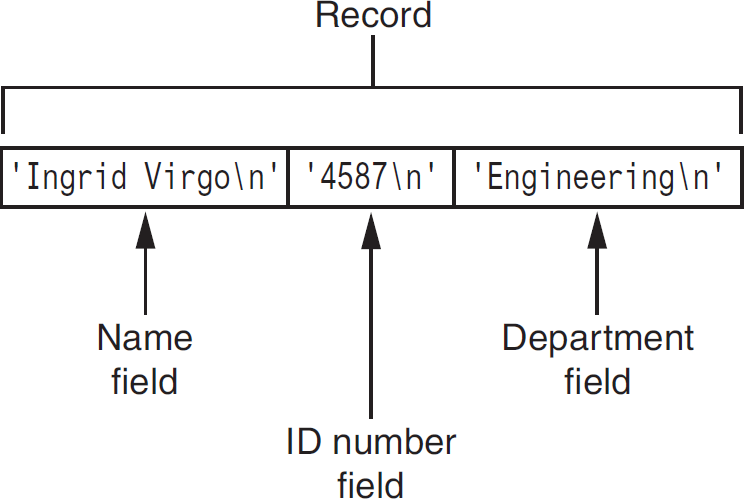 Record
'Ingrid Virgo\n' '4587\n' 'Engineering\n'
Name
field
ID number
field
Department
field